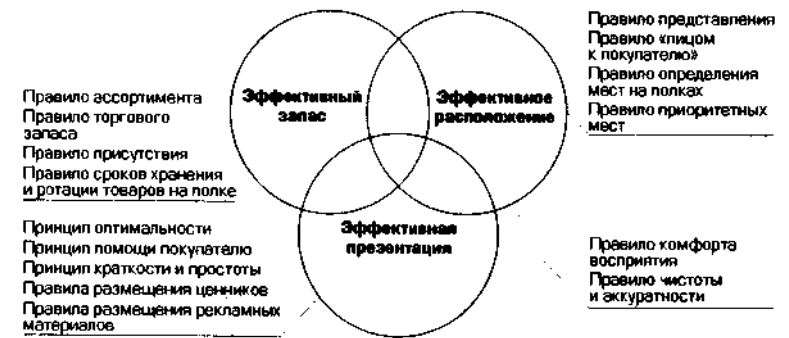 Правило ассортимента
Правило торгового
запаса
Правило присутствия
Правило сроков хранения
и ротации товаров на полке
Эффективный
запас
Эффективное
расположение
Правило представления
Правило «лицом
к покупателю»
Правило определения
мест на полках
Правило приоритетных
мест
Принцип оптимальности
Принцип помощи покупателю
Принцип краткости и простоты
Правила размещения ценников
Правила размещения рекламных
материалов
Эффективная
презентация
Правило комфорта
восприятия
Правило чистоты
и аккуратности